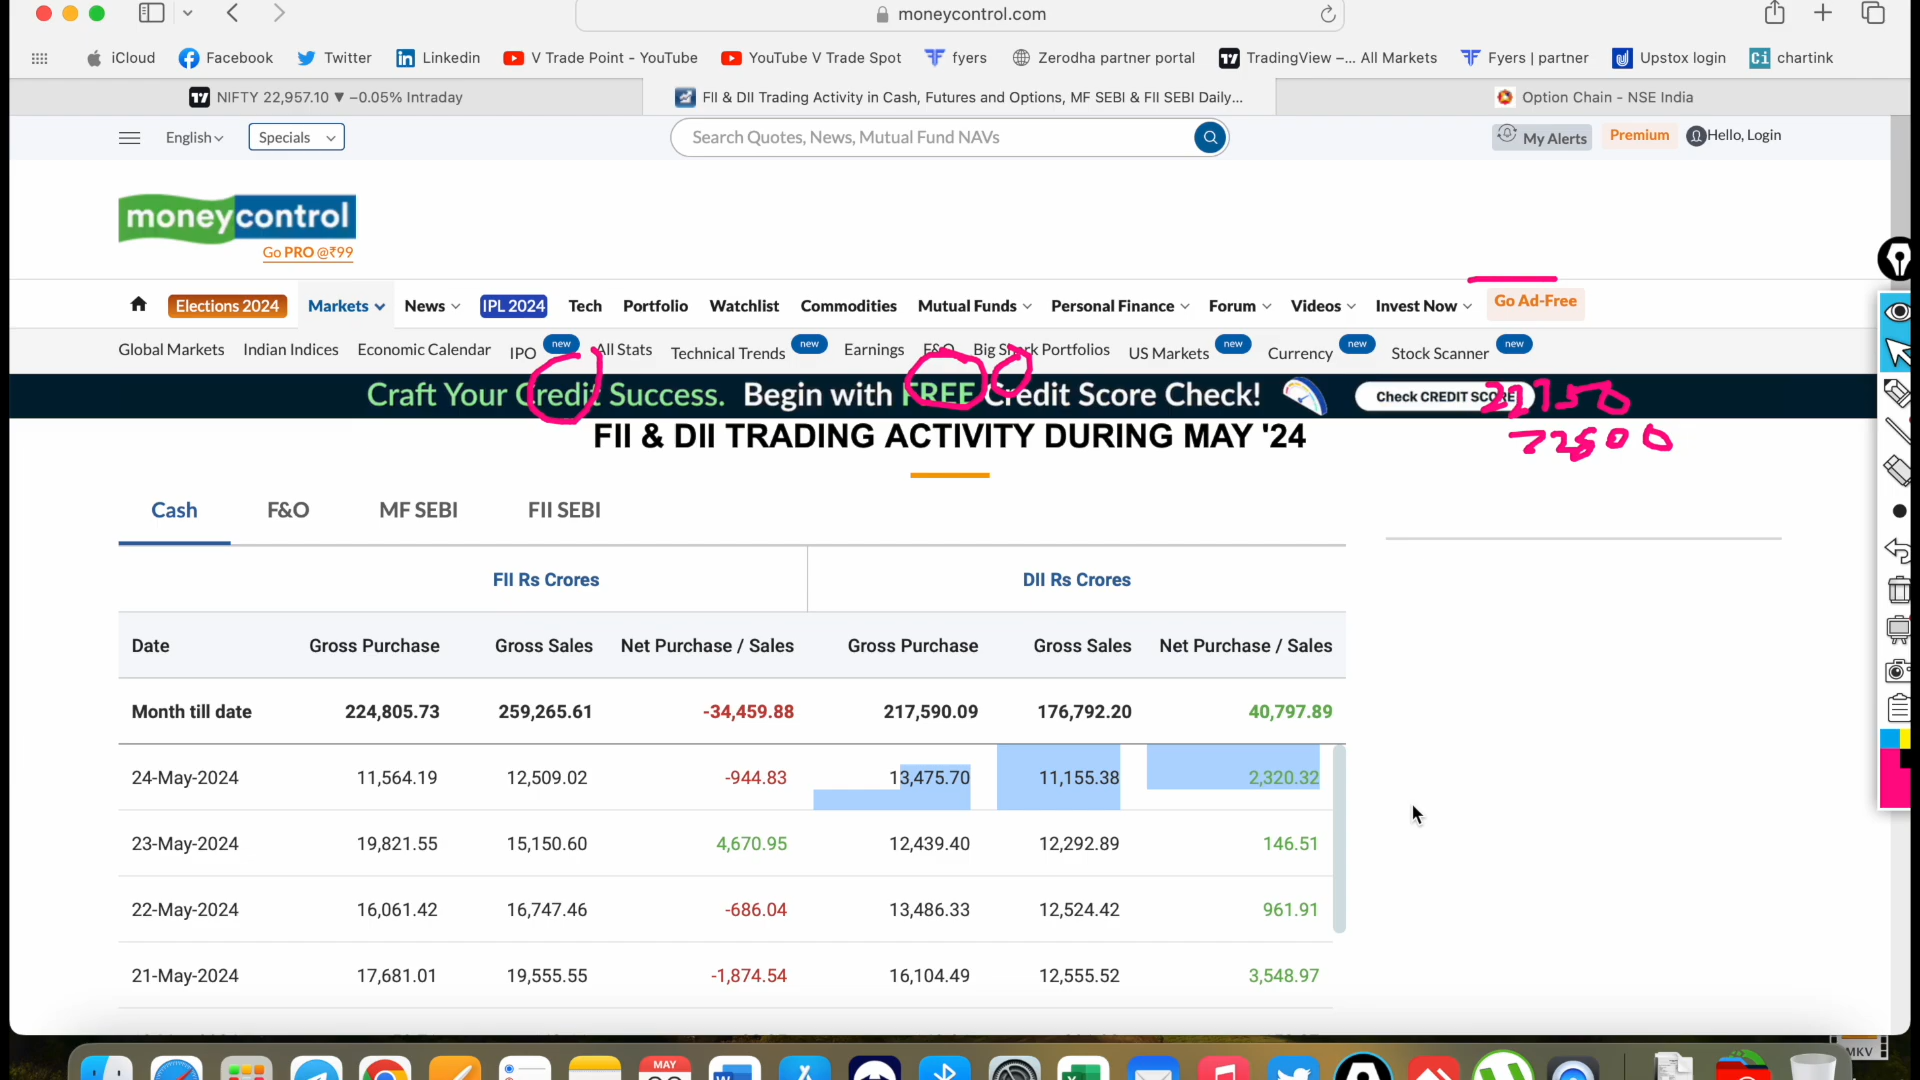 moneycontrol.com
iCloud Facebook Twitter Linkedin V Trade Point - YouTube YouTube V Trade Spot fyers Zerodha partner portal TradingView –... All Markets Fyers | partner Upstox login chartink
NIFTY 22,957.10 ▼ −0.05% Intraday FII & DII Trading Activity in Cash, Futures and Options, MF SEBI & FII SEBI Daily... Option Chain - NSE India
English Specials Search Quotes, News, Mutual Fund NAVs My Alerts Premium Hello, Login
moneycontrol
Go PRO @₹99
Elections 2024 Markets News IPL 2024 Tech Portfolio Watchlist Commodities Mutual Funds Personal Finance Forum Videos Invest Now Go Ad-Free
Global Markets Indian Indices Economic Calendar IPO new All Stats Technical Trends new Earnings F&O Big Shark Portfolios US Markets new Currency new Stock Scanner new
Craft Your Credit Success. Begin with FREE Credit Score Check! Check CREDIT SCORE 22750
FII & DII TRADING ACTIVITY DURING MAY '24 22500
Cash F&O MF SEBI FII SEBI
FII Rs Crores DII Rs Crores
Date Gross Purchase Gross Sales Net Purchase / Sales Gross Purchase Gross Sales Net Purchase / Sales
Month till date 224,805.73 259,265.61 -34,459.88 217,590.09 176,792.20 40,797.89
24-May-2024 11,564.19 12,509.02 -944.83 13,475.70 11,155.38 2,320.32
23-May-2024 19,821.55 15,150.60 4,670.95 12,439.40 12,292.89 146.51
22-May-2024 16,061.42 16,747.46 -686.04 13,486.33 12,524.42 961.91
21-May-2024 17,681.01 19,555.55 -1,874.54 16,104.49 12,555.52 3,548.97
MKV
MAY